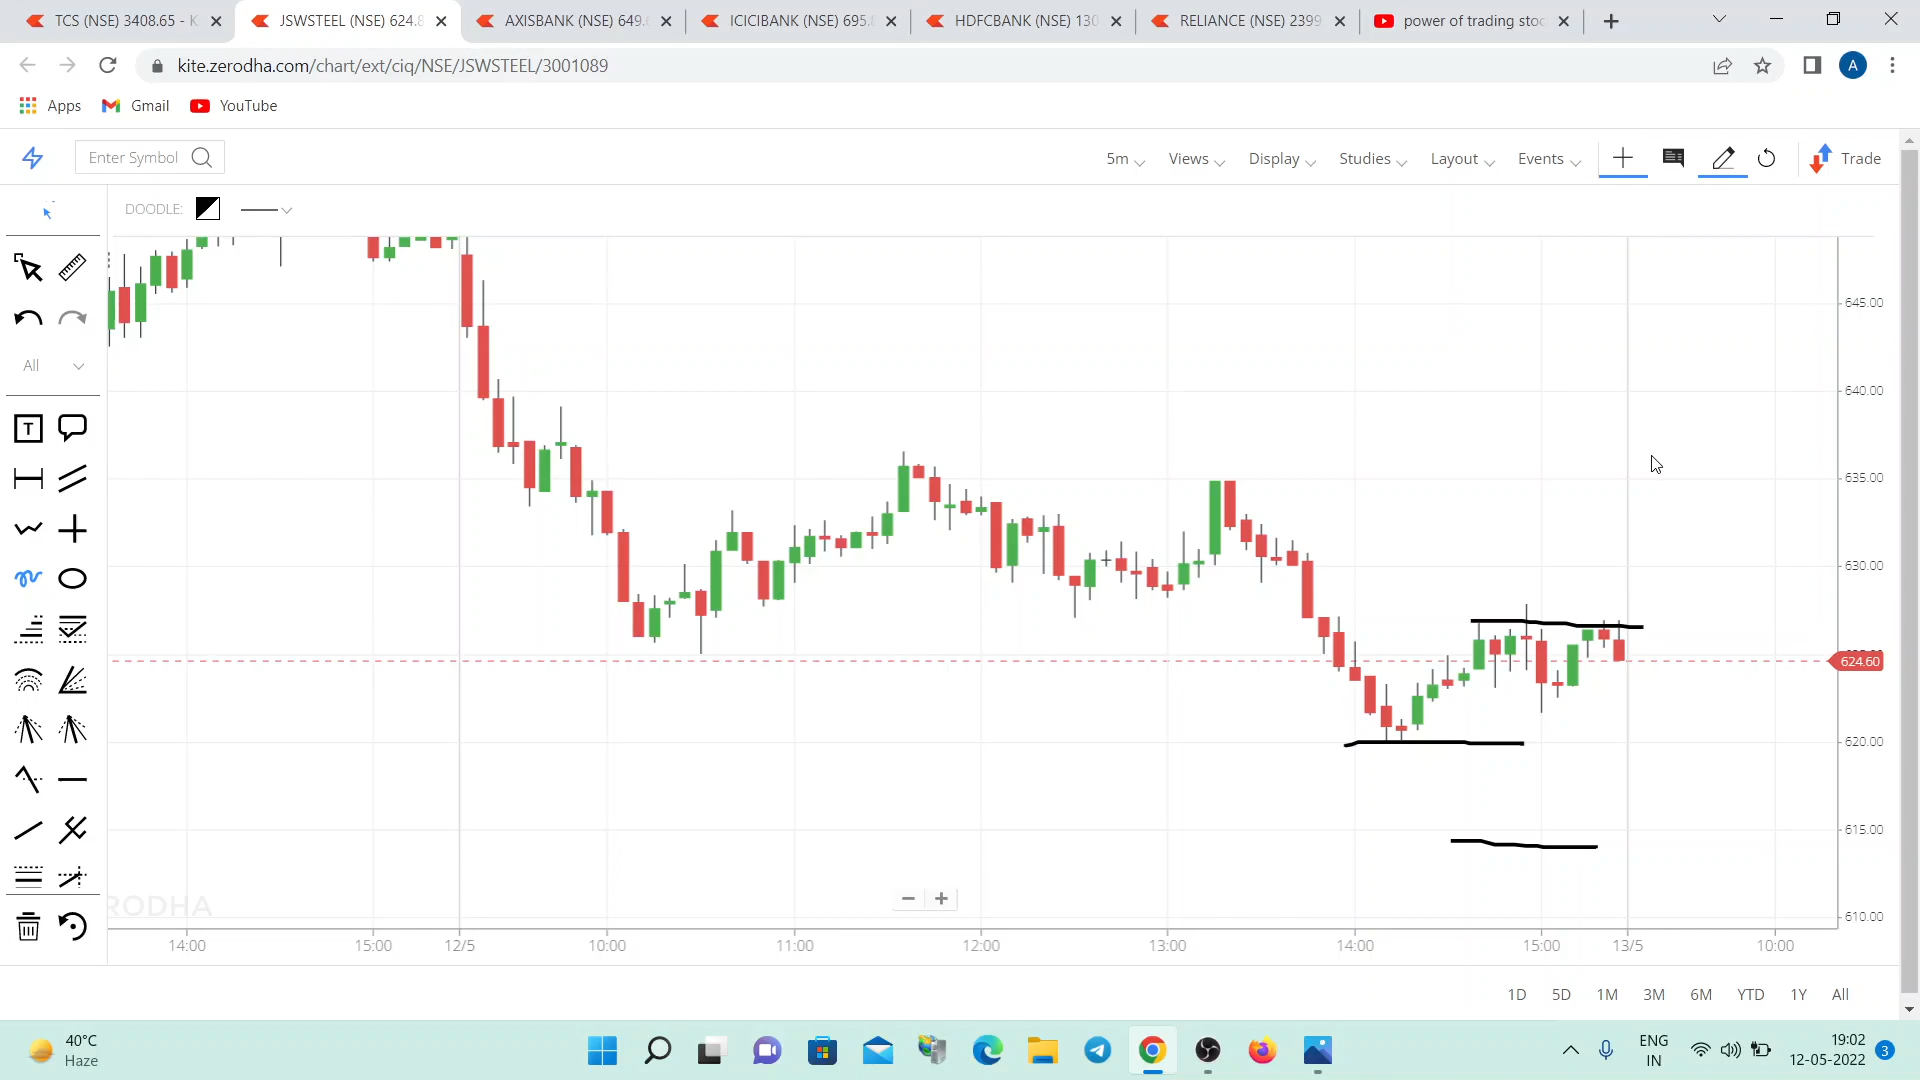 TCS (NSE) 3408.65 - K
JSWSTEEL (NSE) 624.8
AXISBANK (NSE) 649.
ICICIBANK (NSE) 695.
HDFCBANK (NSE) 130
RELIANCE (NSE) 2399
power of trading stoc
kite.zerodha.com/chart/ext/ciq/NSE/JSWSTEEL/3001089
A
Apps
Gmail
YouTube
Enter Symbol
5m
Views
Display
Studies
Layout
Events
Trade
DOODLE:
All
T
645.00
640.00
635.00
630.00
624.60
620.00
615.00
610.00
RODHA
14:00
15:00
12/5
10:00
11:00
12:00
13:00
14:00
15:00
13/5
10:00
1D
5D
1M
3M
6M
YTD
1Y
All
40°C
Haze
ENG
IN
19:02
12-05-2022
3